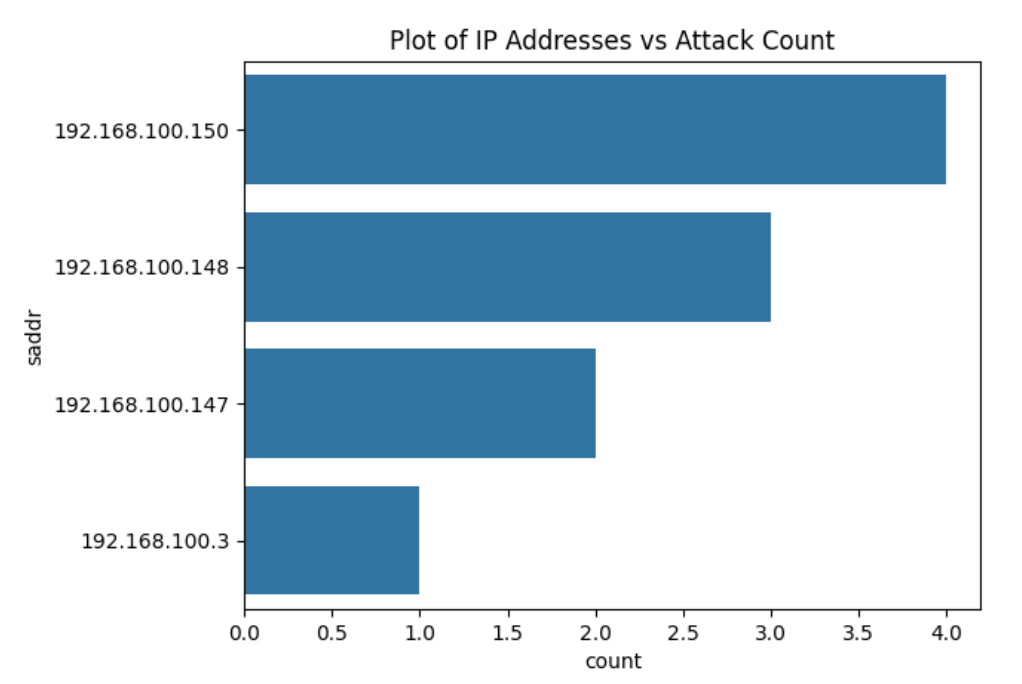 Plot of IP Addresses vs Attack Count
192.168.100.150
192.168.100.148
saddr
192.168.100.147
192.168.100.3
0.0 0.5 1.0 1.5 2.0 2.5 3.0 3.5 4.0
count